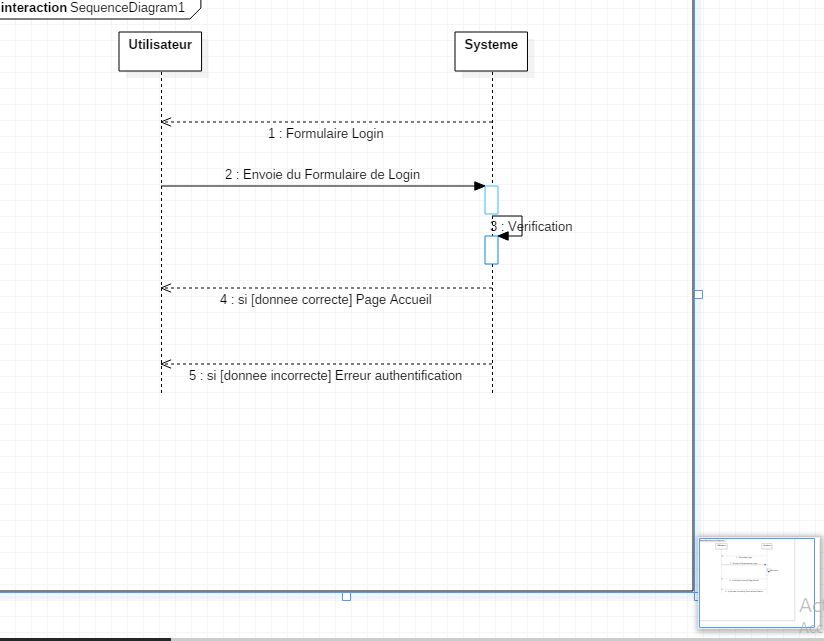 interaction SequenceDiagram1
Utilisateur
Systeme
1 : Formulaire Login
2 : Envoie du Formulaire de Login
3 : Verification
4 : si [donnee correcte] Page Accueil
5 : si [donnee incorrecte] Erreur authentification